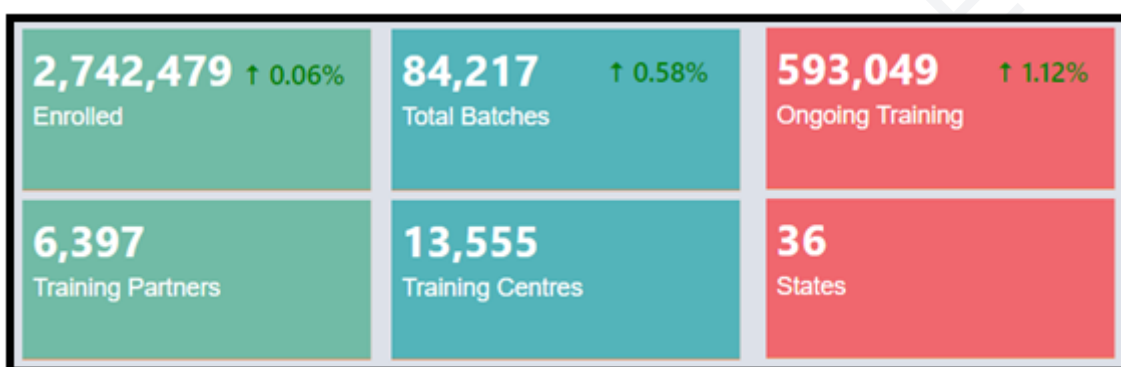 2,742,479 ↑ 0.06%
Enrolled
84,217 ↑ 0.58%
Total Batches
593,049 ↑ 1.12%
Ongoing Training
6,397
Training Partners
13,555
Training Centres
36
States